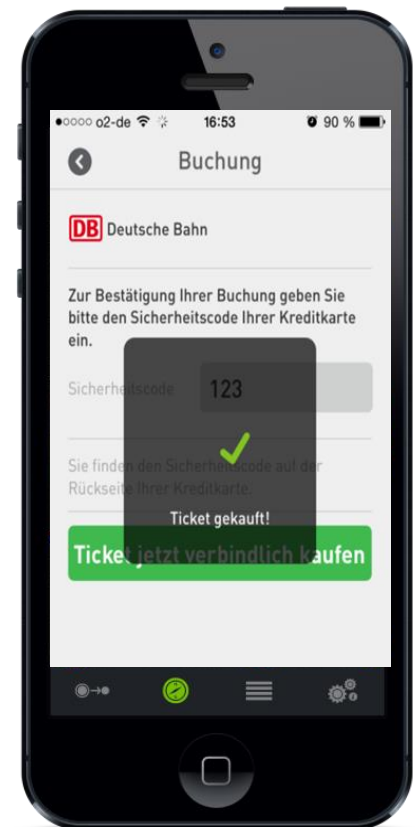 o2-de 16:53 90 %
Buchung
DB Deutsche Bahn
Zur Bestätigung Ihrer Buchung geben Sie
bitte den Sicherheitscode Ihrer Kreditkarte
ein.
Sicherheitscode 123
Sie finden den Sicherheitscode auf der
Rückseite Ihrer Kreditkarte.
Ticket gekauft!
Ticket jetzt verbindlich kaufen